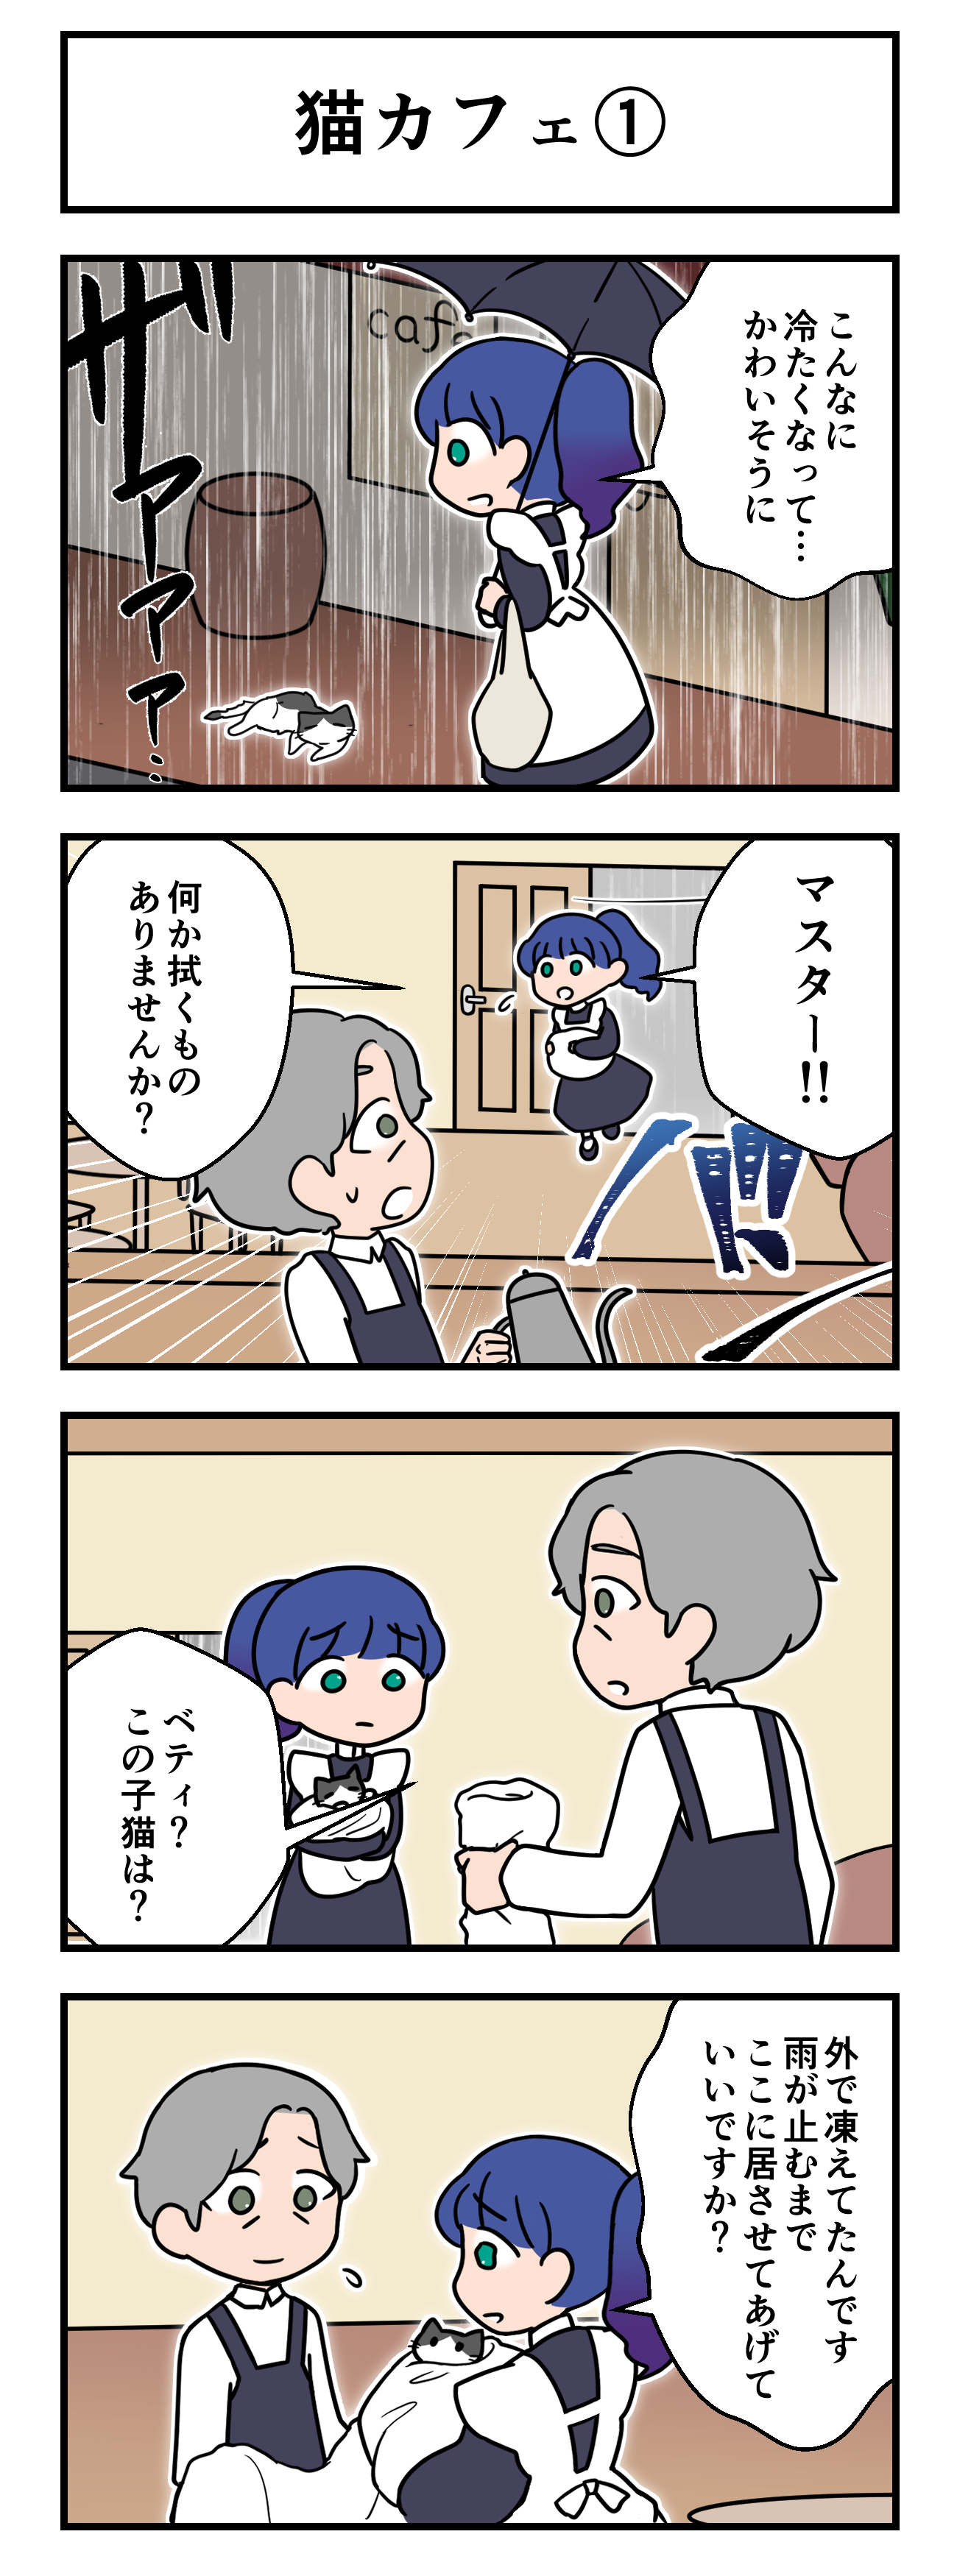 猫カフェ①
こんなに
冷たくなって…
かわいそうに
cafe
ザァァァ…
マスター!!
何か拭くもの
ありませんか?
バン
ベティ?
この子猫は?
外で凍えてたんです
雨が止むまで
ここに居させてあげて
いいですか?